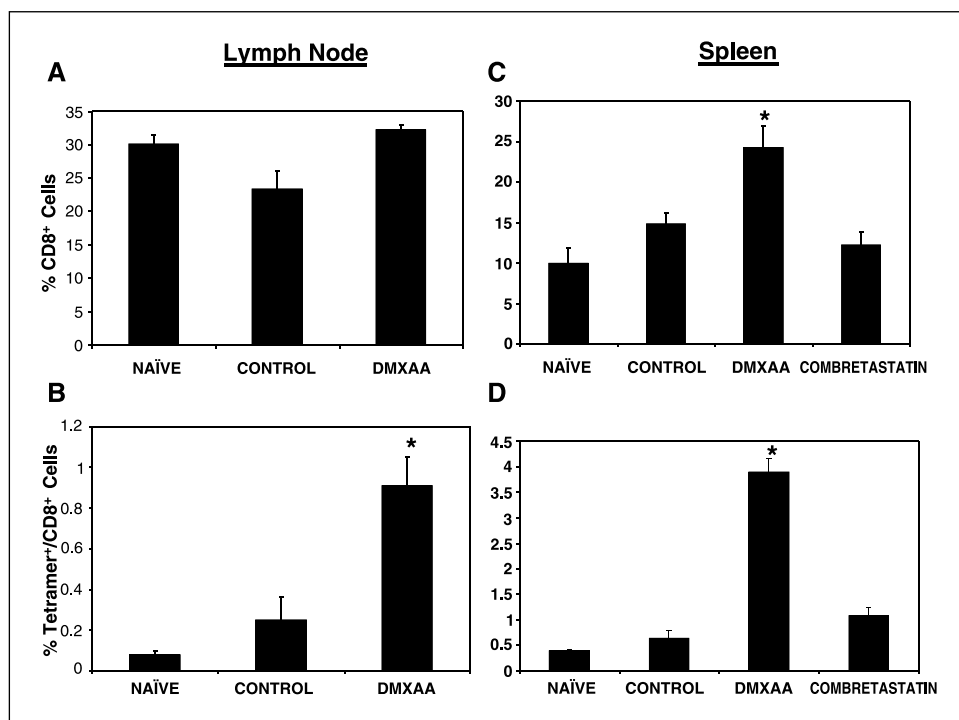 Lymph Node
A
% CD8+ Cells
35
30
25
20
15
10
5
0
NAÏVE CONTROL DMXAA
B
% Tetramer+/CD8+ Cells
1.2
1
0.8
0.6
0.4
0.2
0
*
NAÏVE CONTROL DMXAA
Spleen
C
30
25
20
15
10
5
0
*
NAÏVE CONTROL DMXAA COMBRETASTATIN
D
4.5
4
3.5
3
2.5
2
1.5
1
0.5
0
*
NAÏVE CONTROL DMXAA COMBRETASTATIN